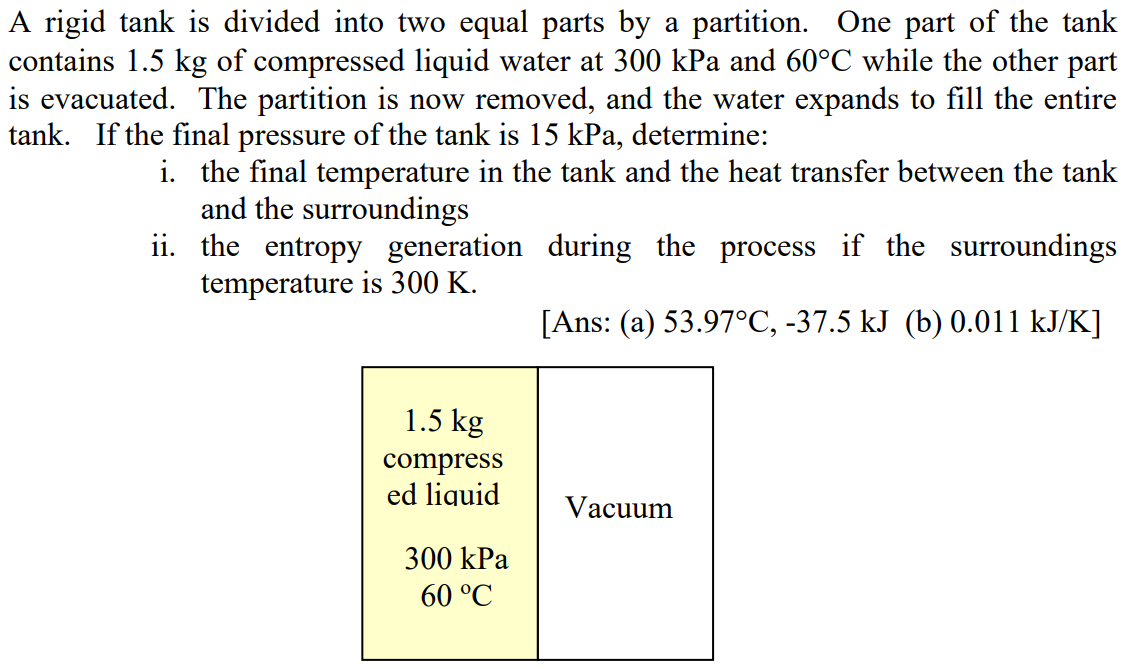 A rigid tank is divided into two equal parts by a partition. One part of the tank
contains 1.5 kg of compressed liquid water at 300 kPa and 60°C while the other part
is evacuated. The partition is now removed, and the water expands to fill the entire
tank. If the final pressure of the tank is 15 kPa, determine:
i. the final temperature in the tank and the heat transfer between the tank
and the surroundings
ii. the entropy generation during the process if the surroundings
temperature is 300 K.
[Ans: (a) 53.97°C, -37.5 kJ (b) 0.011 kJ/K]
1.5 kg
compress
ed liquid
300 kPa
60 ºC
Vacuum